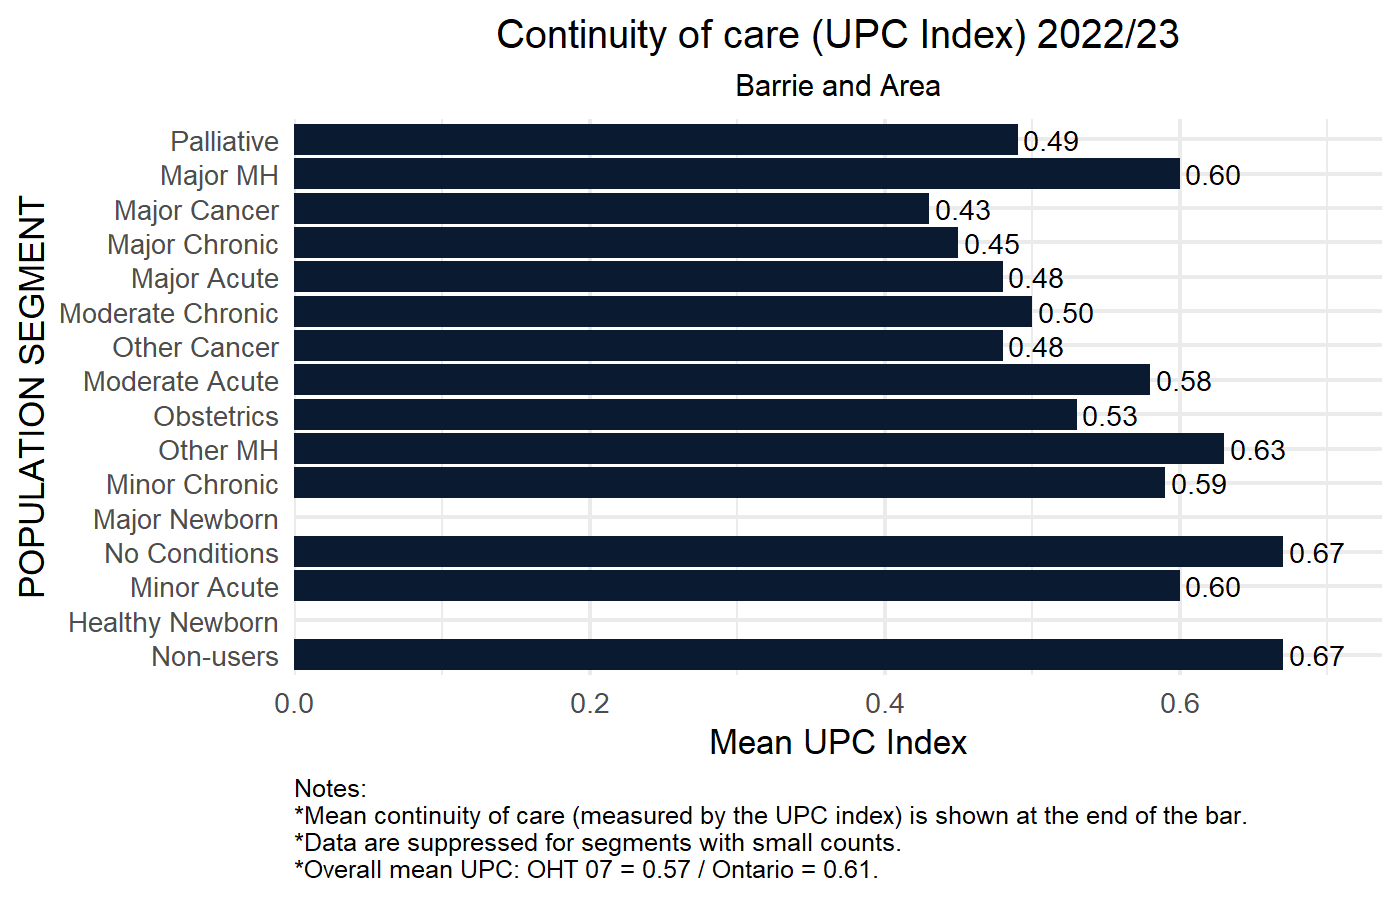 Continuity of care (UPC Index) 2022/23
Barrie and Area
POPULATION SEGMENT
Palliative 0.49
Major MH 0.60
Major Cancer 0.43
Major Chronic 0.45
Major Acute 0.48
Moderate Chronic 0.50
Other Cancer 0.48
Moderate Acute 0.58
Obstetrics 0.53
Other MH 0.63
Minor Chronic 0.59
Major Newborn
No Conditions 0.67
Minor Acute 0.60
Healthy Newborn
Non-users 0.67
0.0 0.2 0.4 0.6
Mean UPC Index
Notes:
*Mean continuity of care (measured by the UPC index) is shown at the end of the bar.
*Data are suppressed for segments with small counts.
*Overall mean UPC: OHT 07 = 0.57 / Ontario = 0.61.